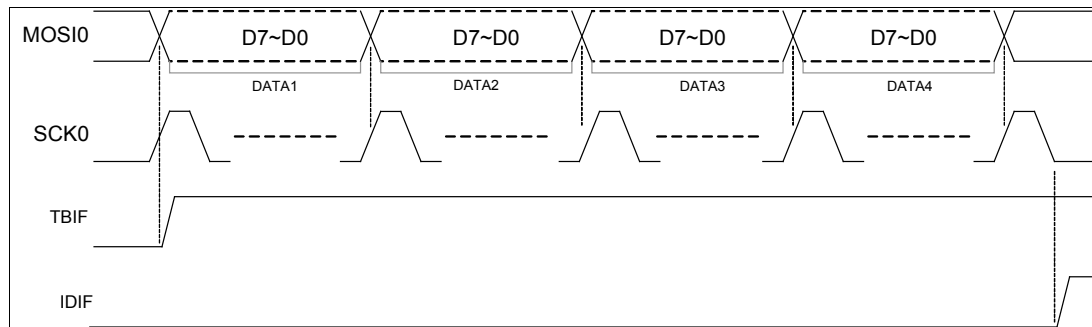 MOSI0 D7~D0 D7~D0 D7~D0 D7~D0
DATA1 DATA2 DATA3 DATA4
SCK0
TBIF
IDIF